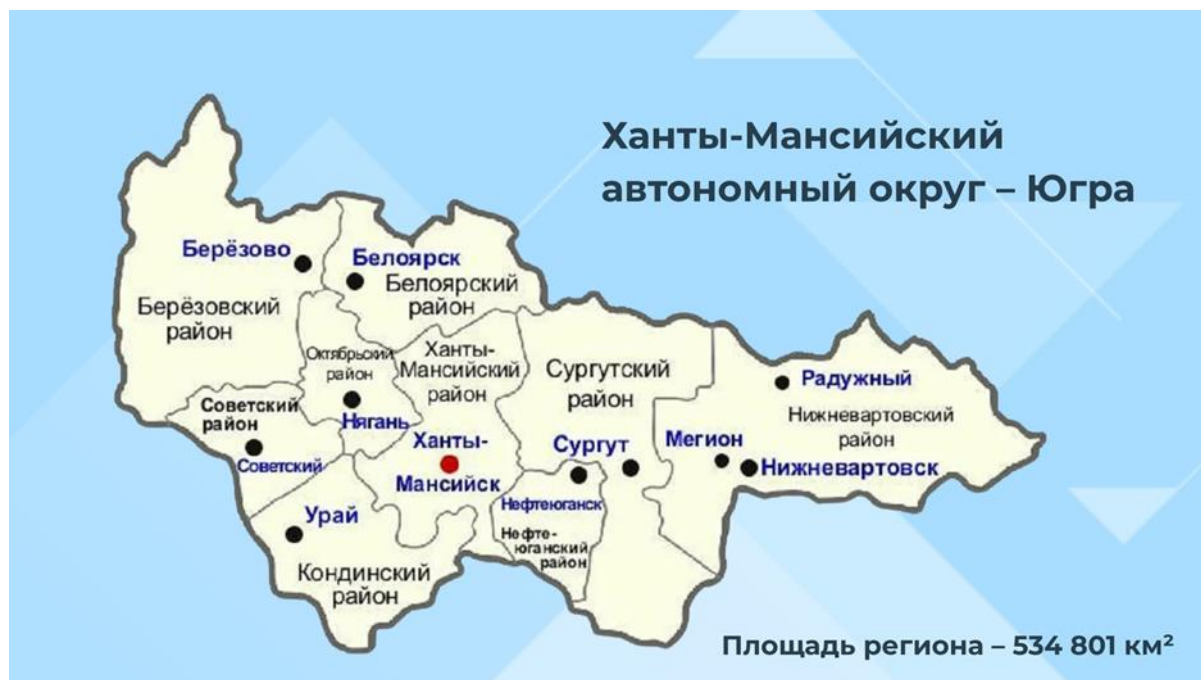 Ханты-Мансийский
автономный округ – Югра
Берёзово
Белоярск
Белоярский
район
Берёзовский
район
Октябрьский
район
Ханты-
Мансийский
район
Сургутский
район
Радужный
Нижневартовский
район
Советский
район
Нягань
Советский
Ханты-
Мансийск
Сургут
Мегион
Нижневартовск
Нефтеюганск
Нефте-
юганский
район
Урай
Кондинский
район
Площадь региона – 534 801 км²